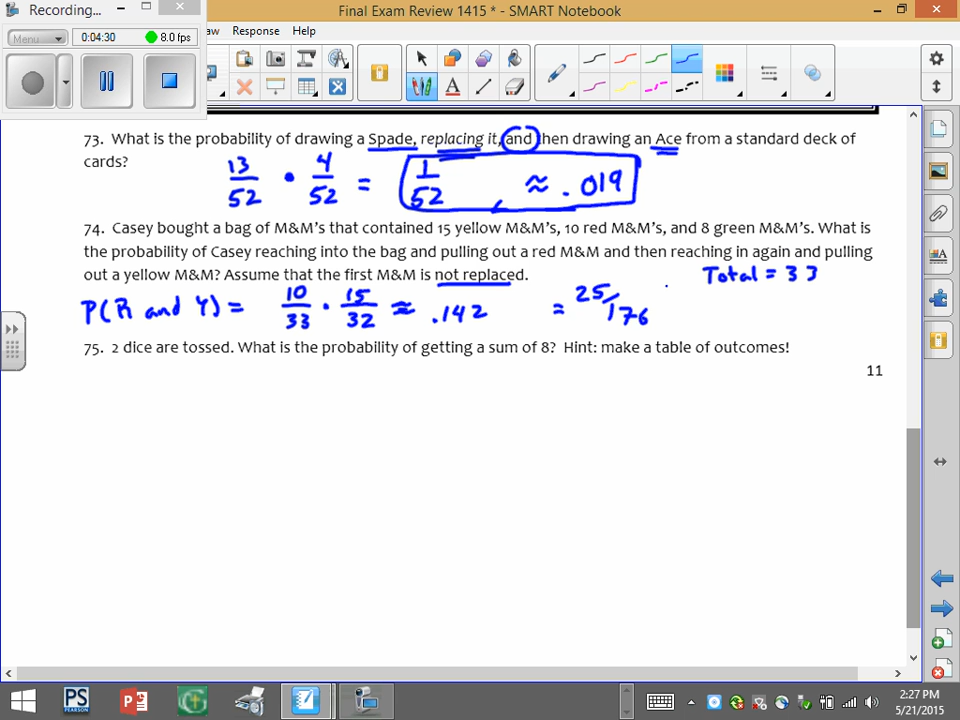 Recording...
Final Exam Review 1415 * - SMART Notebook
Menu
0:04:30
8.0 fps
aw Response Help
73. What is the probability of drawing a Spade, replacing it, and then drawing an Ace from a standard deck of
cards?
13/52 • 4/52 = 1/52 ≈ .019
74. Casey bought a bag of M&M's that contained 15 yellow M&M's, 10 red M&M's, and 8 green M&M's. What is
the probability of Casey reaching into the bag and pulling out a red M&M and then reaching in again and pulling
out a yellow M&M? Assume that the first M&M is not replaced.
Total = 33
P(R and Y) = 10/33 • 15/32 ≈ .142 = 25/176
75. 2 dice are tossed. What is the probability of getting a sum of 8? Hint: make a table of outcomes!
11
PS
PEARSON
2:27 PM
5/21/2015